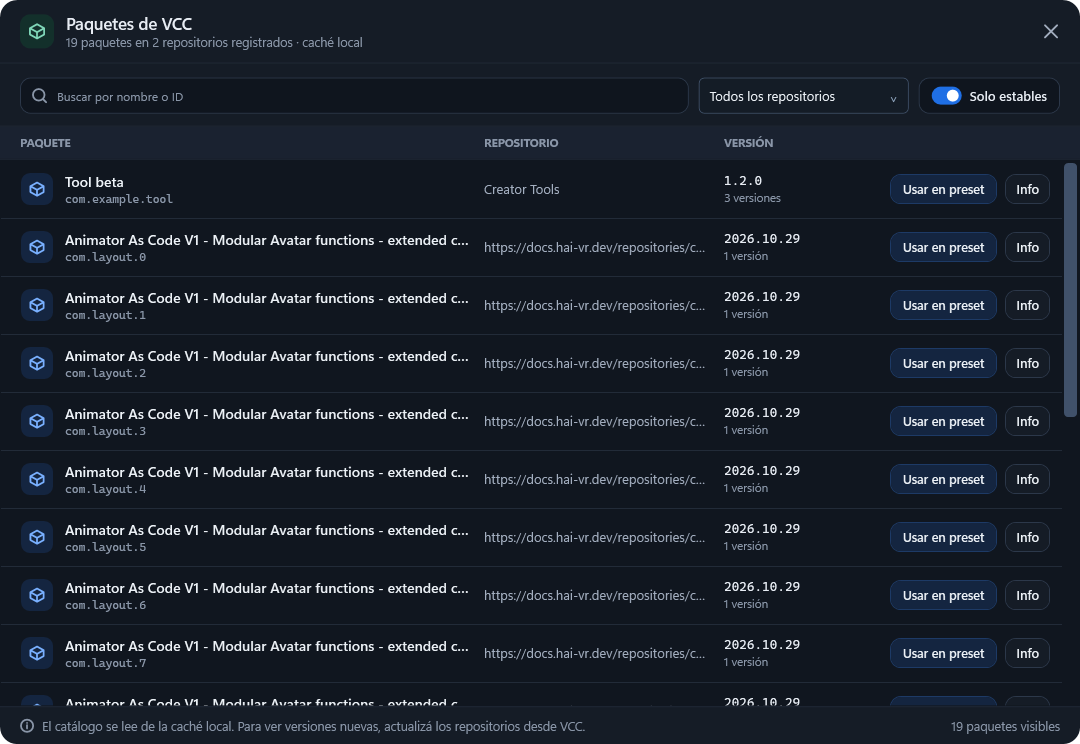 Paquetes de VCC
19 paquetes en 2 repositorios registrados · caché local
Buscar por nombre o ID
Todos los repositorios
Solo estables
PAQUETE REPOSITORIO VERSIÓN
Tool beta
com.example.tool
Creator Tools
1.2.0
3 versiones
Usar en preset Info
Animator As Code V1 - Modular Avatar functions - extended c...
com.layout.0
https://docs.hai-vr.dev/repositories/c...
2026.10.29
1 versión
Usar en preset Info
Animator As Code V1 - Modular Avatar functions - extended c...
com.layout.1
https://docs.hai-vr.dev/repositories/c...
2026.10.29
1 versión
Usar en preset Info
Animator As Code V1 - Modular Avatar functions - extended c...
com.layout.2
https://docs.hai-vr.dev/repositories/c...
2026.10.29
1 versión
Usar en preset Info
Animator As Code V1 - Modular Avatar functions - extended c...
com.layout.3
https://docs.hai-vr.dev/repositories/c...
2026.10.29
1 versión
Usar en preset Info
Animator As Code V1 - Modular Avatar functions - extended c...
com.layout.4
https://docs.hai-vr.dev/repositories/c...
2026.10.29
1 versión
Usar en preset Info
Animator As Code V1 - Modular Avatar functions - extended c...
com.layout.5
https://docs.hai-vr.dev/repositories/c...
2026.10.29
1 versión
Usar en preset Info
Animator As Code V1 - Modular Avatar functions - extended c...
com.layout.6
https://docs.hai-vr.dev/repositories/c...
2026.10.29
1 versión
Usar en preset Info
Animator As Code V1 - Modular Avatar functions - extended c...
com.layout.7
https://docs.hai-vr.dev/repositories/c...
2026.10.29
1 versión
Usar en preset Info
Animator As Code V1 - Modular Avatar functions - extended c...
2026.10.29
El catálogo se lee de la caché local. Para ver versiones nuevas, actualizá los repositorios desde VCC.
19 paquetes visibles